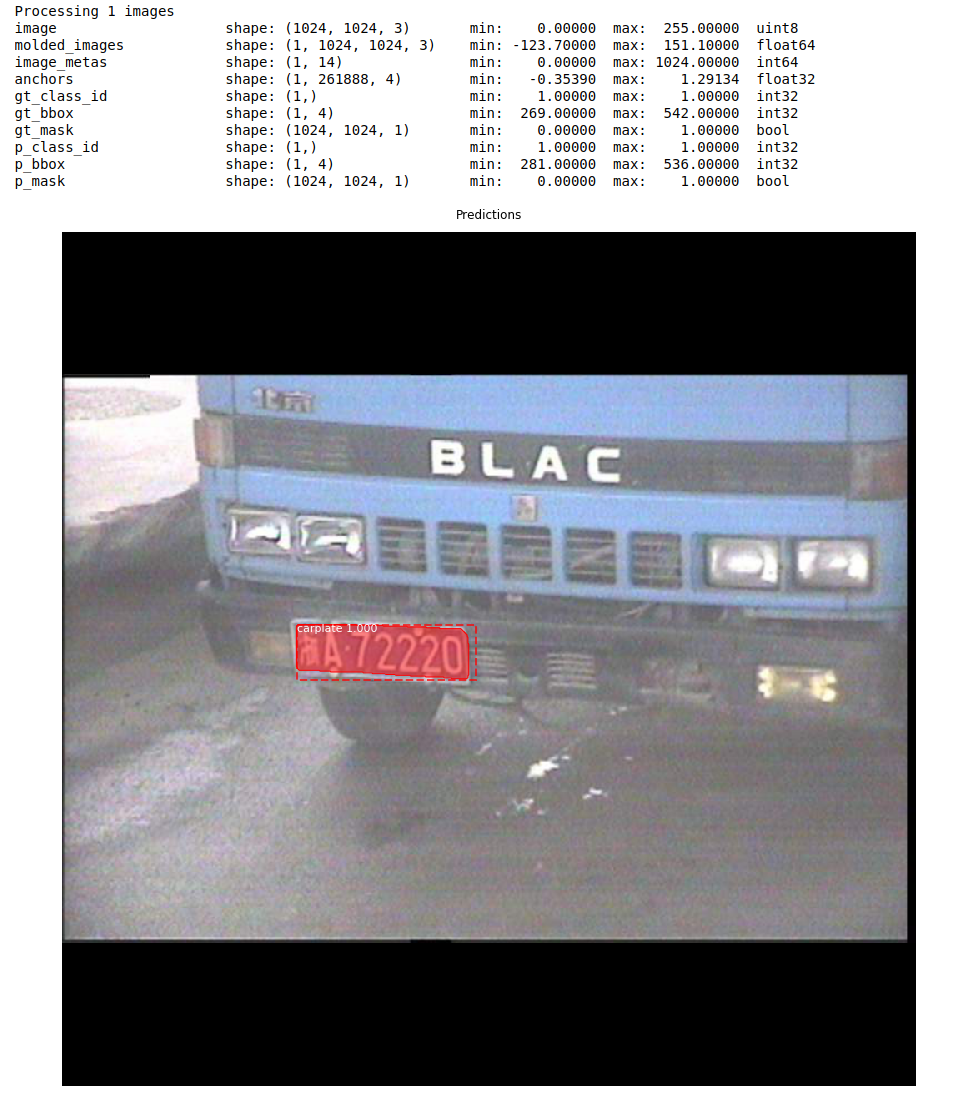 Processing 1 images
image                    shape: (1024, 1024, 3)       min:    0.00000  max:  255.00000  uint8
molded_images            shape: (1, 1024, 1024, 3)    min: -123.70000  max:  151.10000  float64
image_metas              shape: (1, 14)               min:    0.00000  max: 1024.00000  int64
anchors                  shape: (1, 261888, 4)        min:   -0.35390  max:    1.29134  float32
gt_class_id              shape: (1,)                  min:    1.00000  max:    1.00000  int32
gt_bbox                  shape: (1, 4)                min:  269.00000  max:  542.00000  int32
gt_mask                  shape: (1024, 1024, 1)       min:    0.00000  max:    1.00000  bool
p_class_id               shape: (1,)                  min:    1.00000  max:    1.00000  int32
p_bbox                   shape: (1, 4)                min:  281.00000  max:  536.00000  int32
p_mask                   shape: (1024, 1024, 1)       min:    0.00000  max:    1.00000  bool
Predictions
BLAC
carplate 1.000
A·72220